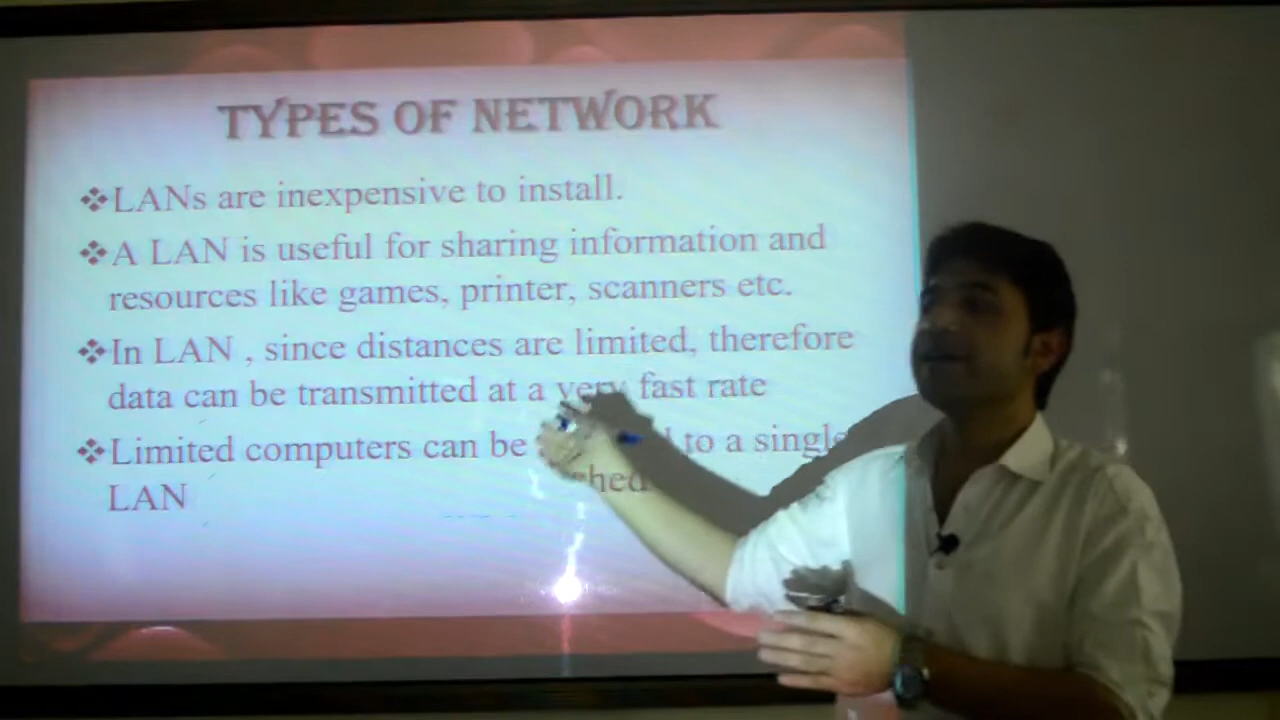 TYPES OF NETWORK
❖LANs are inexpensive to install.
❖A LAN is useful for sharing information and
resources like games, printer, scanners etc.
❖In LAN , since distances are limited, therefore
data can be transmitted at a very fast rate
❖Limited computers can be to a single
LAN